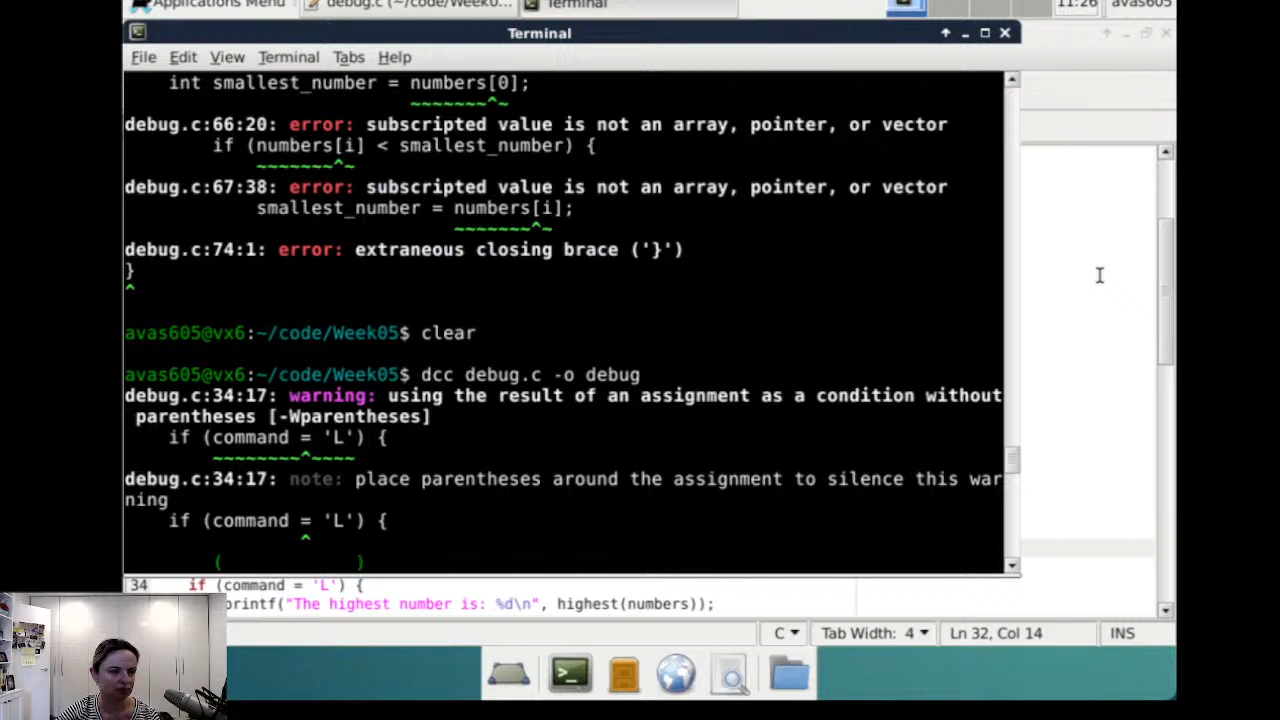 Applications Menu
debug.c (~/code/Week0...
Terminal
11:26
avas605
Terminal
File Edit View Terminal Tabs Help
    int smallest_number = numbers[0];
                          ~~~~~~~^~
debug.c:66:20: error: subscripted value is not an array, pointer, or vector
        if (numbers[i] < smallest_number) {
            ~~~~~~~^~
debug.c:67:38: error: subscripted value is not an array, pointer, or vector
            smallest_number = numbers[i];
                              ~~~~~~~^~
debug.c:74:1: error: extraneous closing brace ('}')
}
^
avas605@vx6:~/code/Week05$ clear
avas605@vx6:~/code/Week05$ dcc debug.c -o debug
debug.c:34:17: warning: using the result of an assignment as a condition without
 parentheses [-Wparentheses]
    if (command = 'L') {
        ~~~~~~~~^~~~~
debug.c:34:17: note: place parentheses around the assignment to silence this war
ning
    if (command = 'L') {
                ^
        (            )
34    if (command = 'L') {
printf("The highest number is: %d\n", highest(numbers));
C Tab Width: 4 Ln 32, Col 14 INS